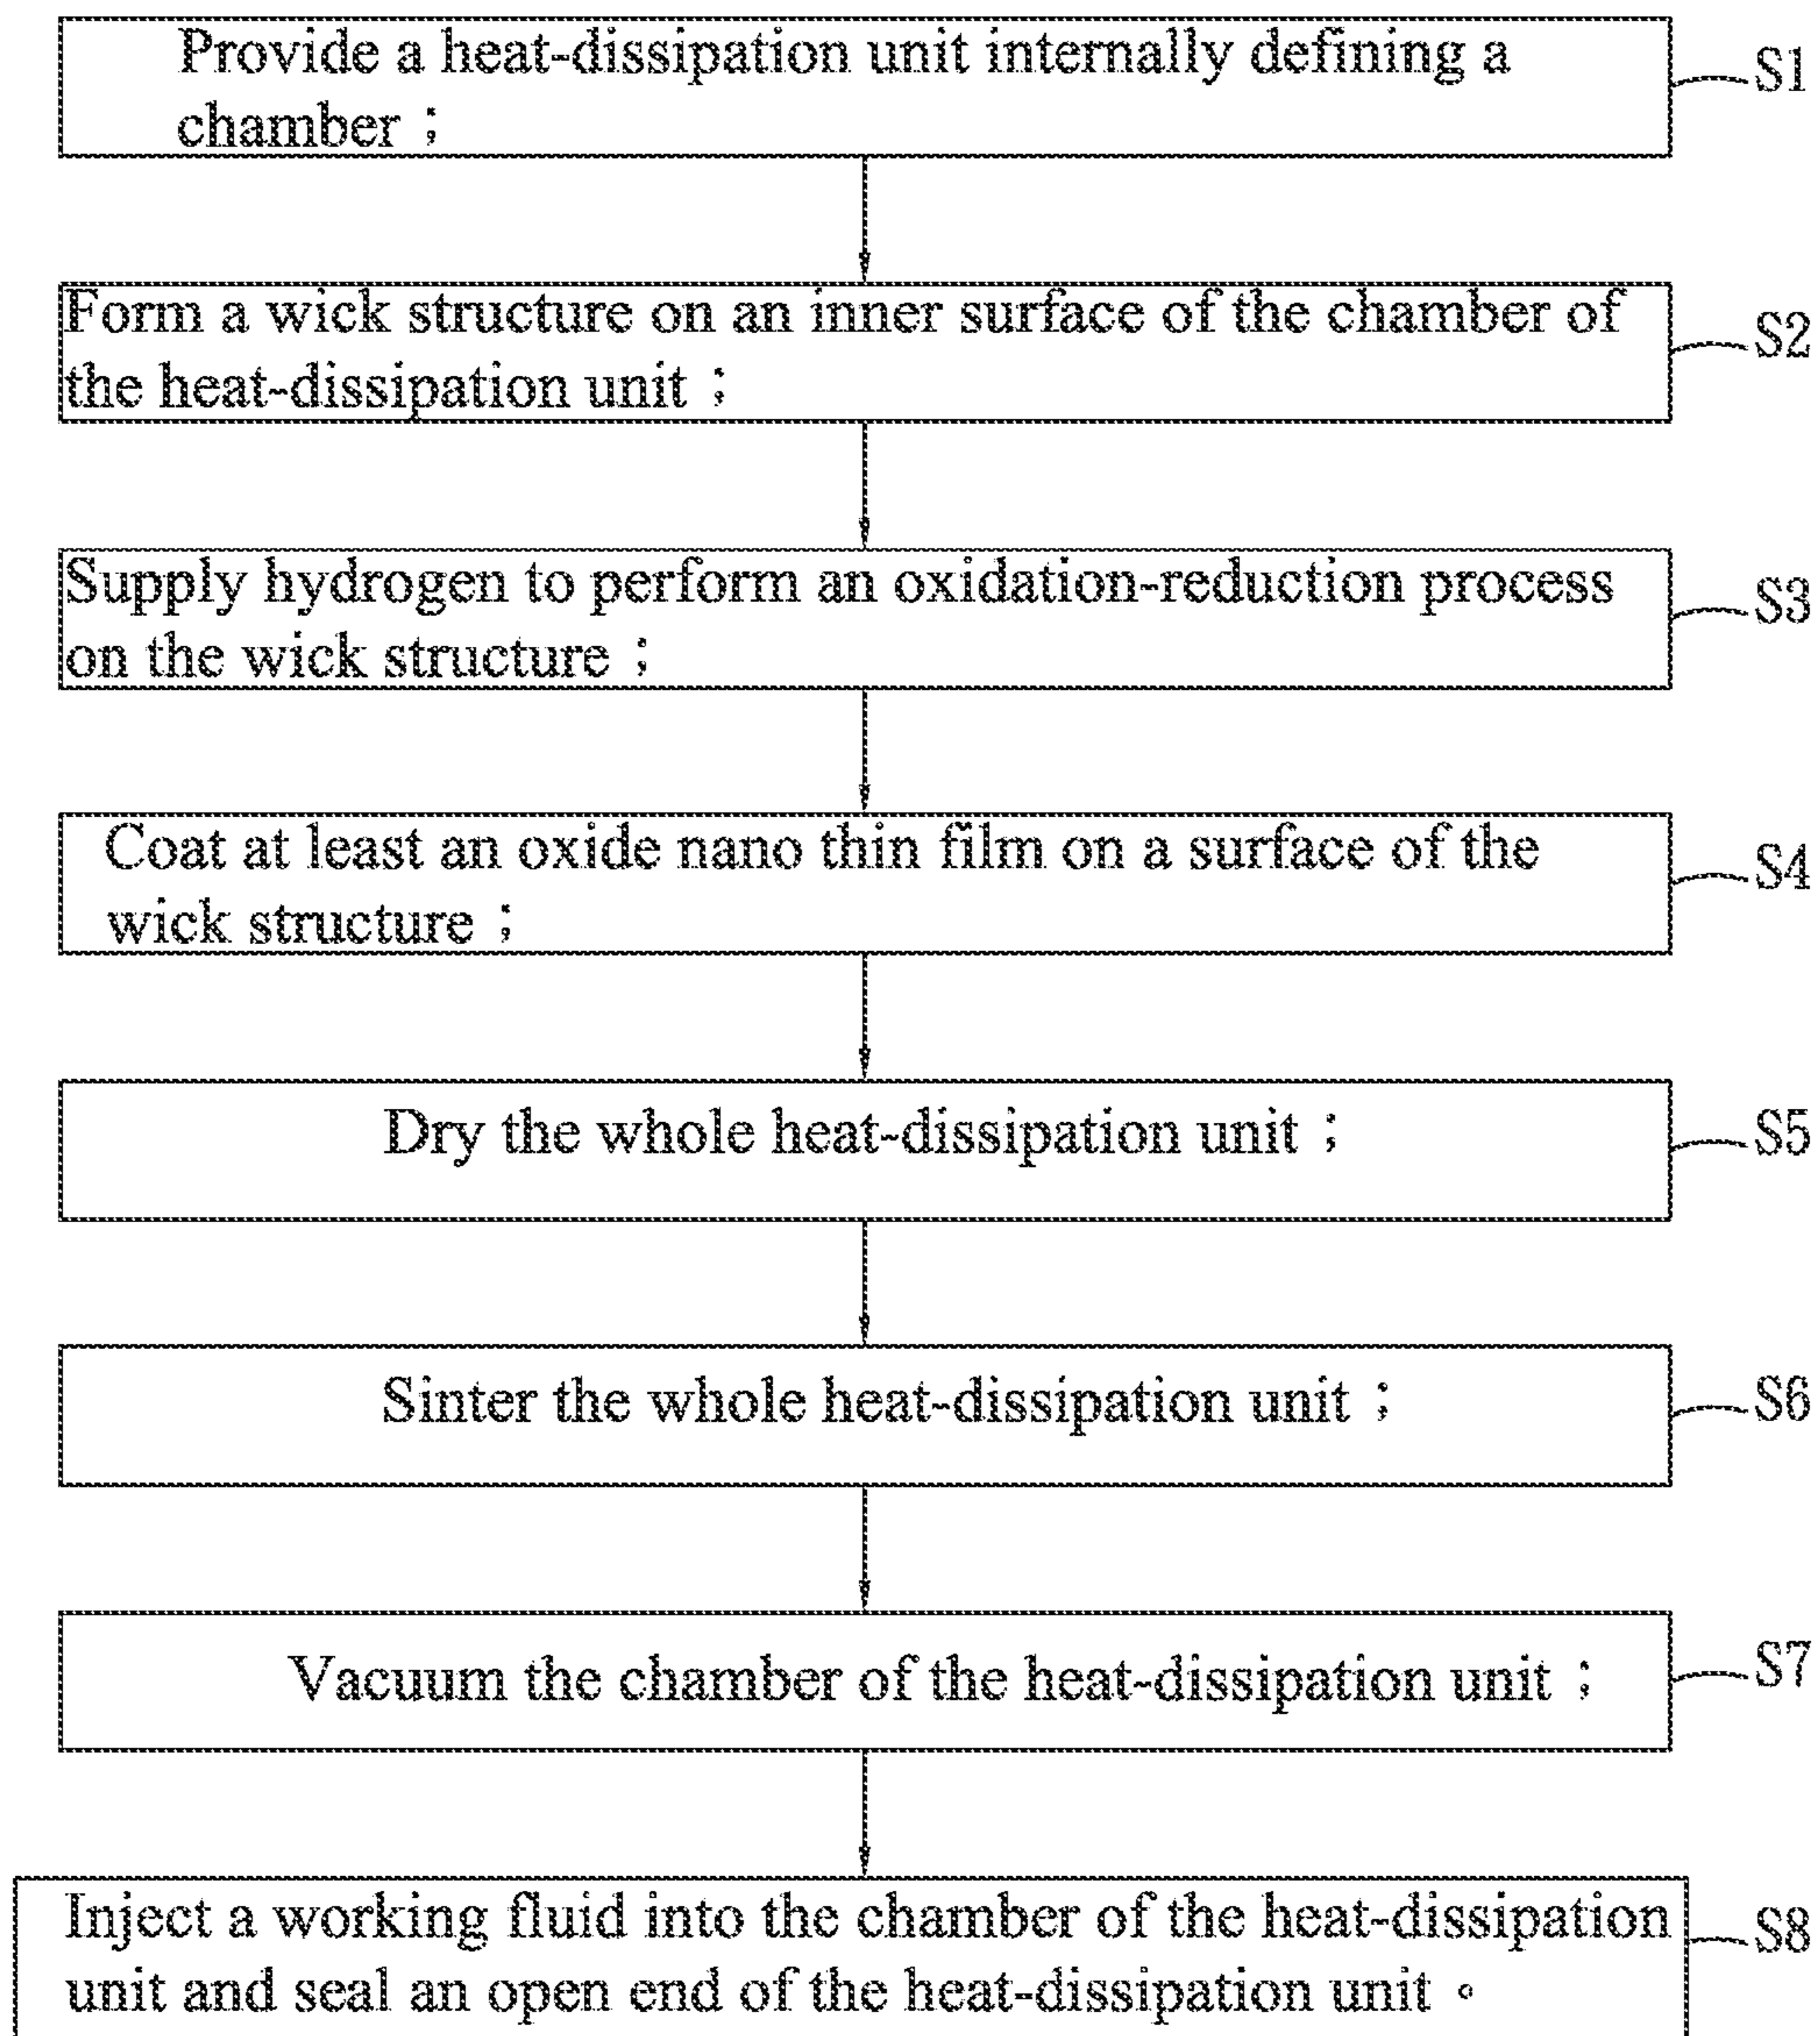 Provide a heat-dissipation unit internally defining a
chamber；
S1
Form a wick structure on an inner surface of the chamber of
the heat-dissipation unit；
S2
Supply hydrogen to perform an oxidation-reduction process
on the wick structure；
S3
Coat at least an oxide nano thin film on a surface of the
wick structure；
S4
Dry the whole heat-dissipation unit；
S5
Sinter the whole heat-dissipation unit；
S6
Vacuum the chamber of the heat-dissipation unit；
S7
Inject a working fluid into the chamber of the heat-dissipation
unit and seal an open end of the heat-dissipation unit。
S8